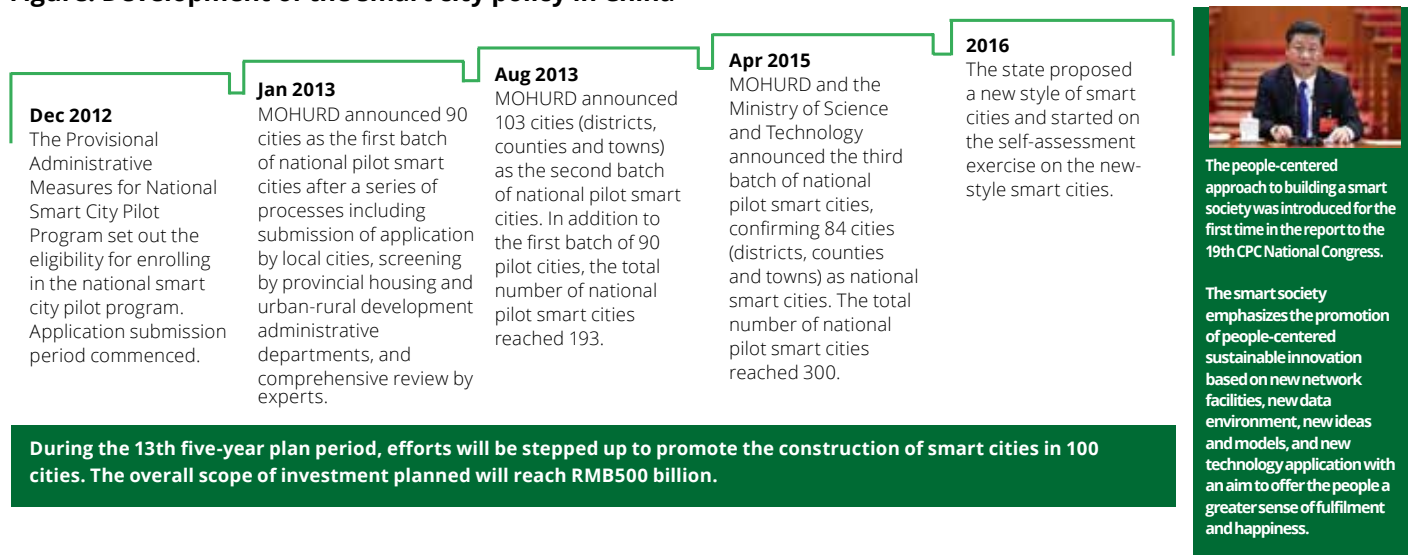 Figure: Development of the smart city policy in China
Dec 2012
The Provisional
Administrative
Measures for National
Smart City Pilot
Program set out the
eligibility for enrolling
in the national smart
city pilot program.
Application submission
period commenced.
Jan 2013
MOHURD announced 90
cities as the first batch
of national pilot smart
cities after a series of
processes including
submission of application
by local cities, screening
by provincial housing and
urban-rural development
administrative
departments, and
comprehensive review by
experts.
Aug 2013
MOHURD announced
103 cities (districts,
counties and towns)
as the second batch
of national pilot smart
cities. In addition to
the first batch of 90
pilot cities, the total
number of national
pilot smart cities
reached 193.
Apr 2015
MOHURD and the
Ministry of Science
and Technology
announced the third
batch of national
pilot smart cities,
confirming 84 cities
(districts, counties
and towns) as national
smart cities. The total
number of national
pilot smart cities
reached 300.
2016
The state proposed
a new style of smart
cities and started on
the self-assessment
exercise on the new-
style smart cities.
During the 13th five-year plan period, efforts will be stepped up to promote the construction of smart cities in 100
cities. The overall scope of investment planned will reach RMB500 billion.
The people-centered
approach to building a smart
society was introduced for the
first time in the report to the
19th CPC National Congress.
The smart society
emphasizes the promotion
of people-centered
sustainable innovation
based on new network
facilities, new data
environment, new ideas
and models, and new
technology application with
an aim to offer the people a
greater sense of fulfilment
and happiness.